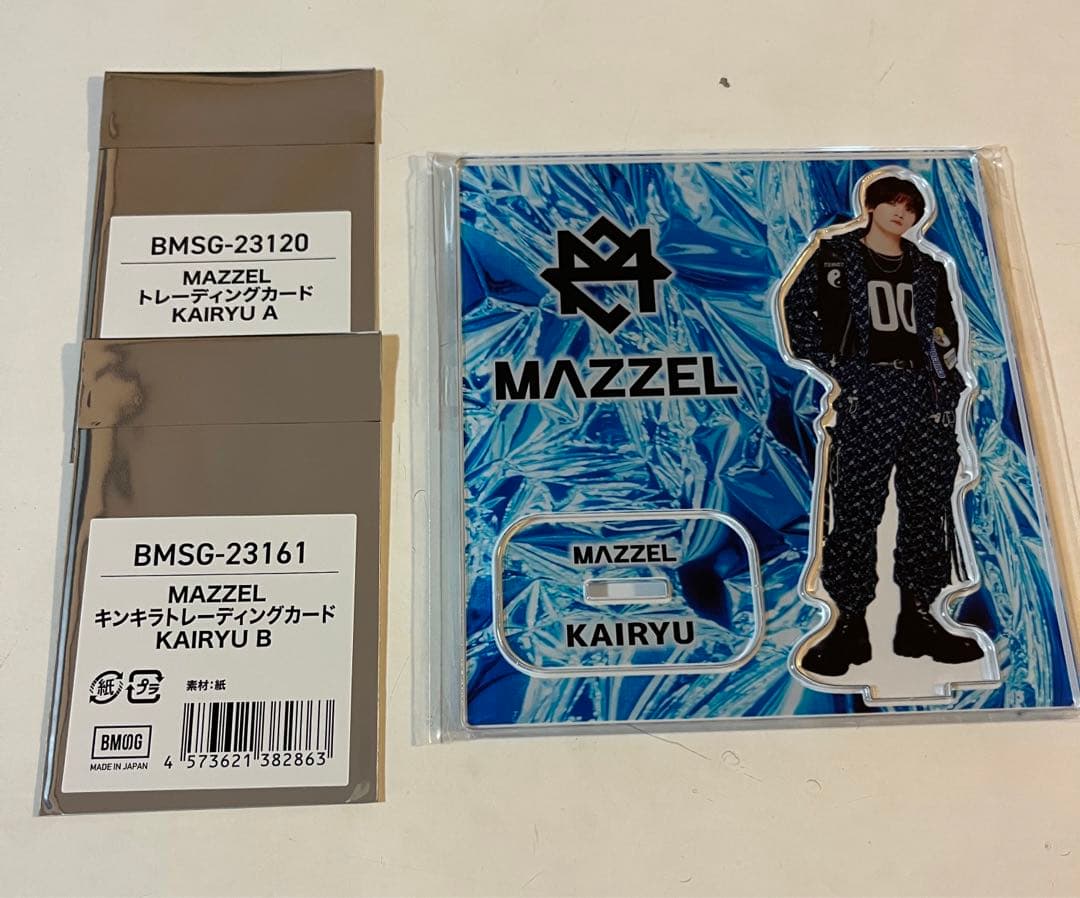 BMSG-23120
MAZZEL
トレーディングカード
KAIRYU A
BMSG-23161
MAZZEL
キンキラトレーディングカード
KAIRYU B
紙
プラ
素材:紙
BMSG
MADE IN JAPAN
4 573621 382863
MAZZEL
MAZZEL
KAIRYU
00